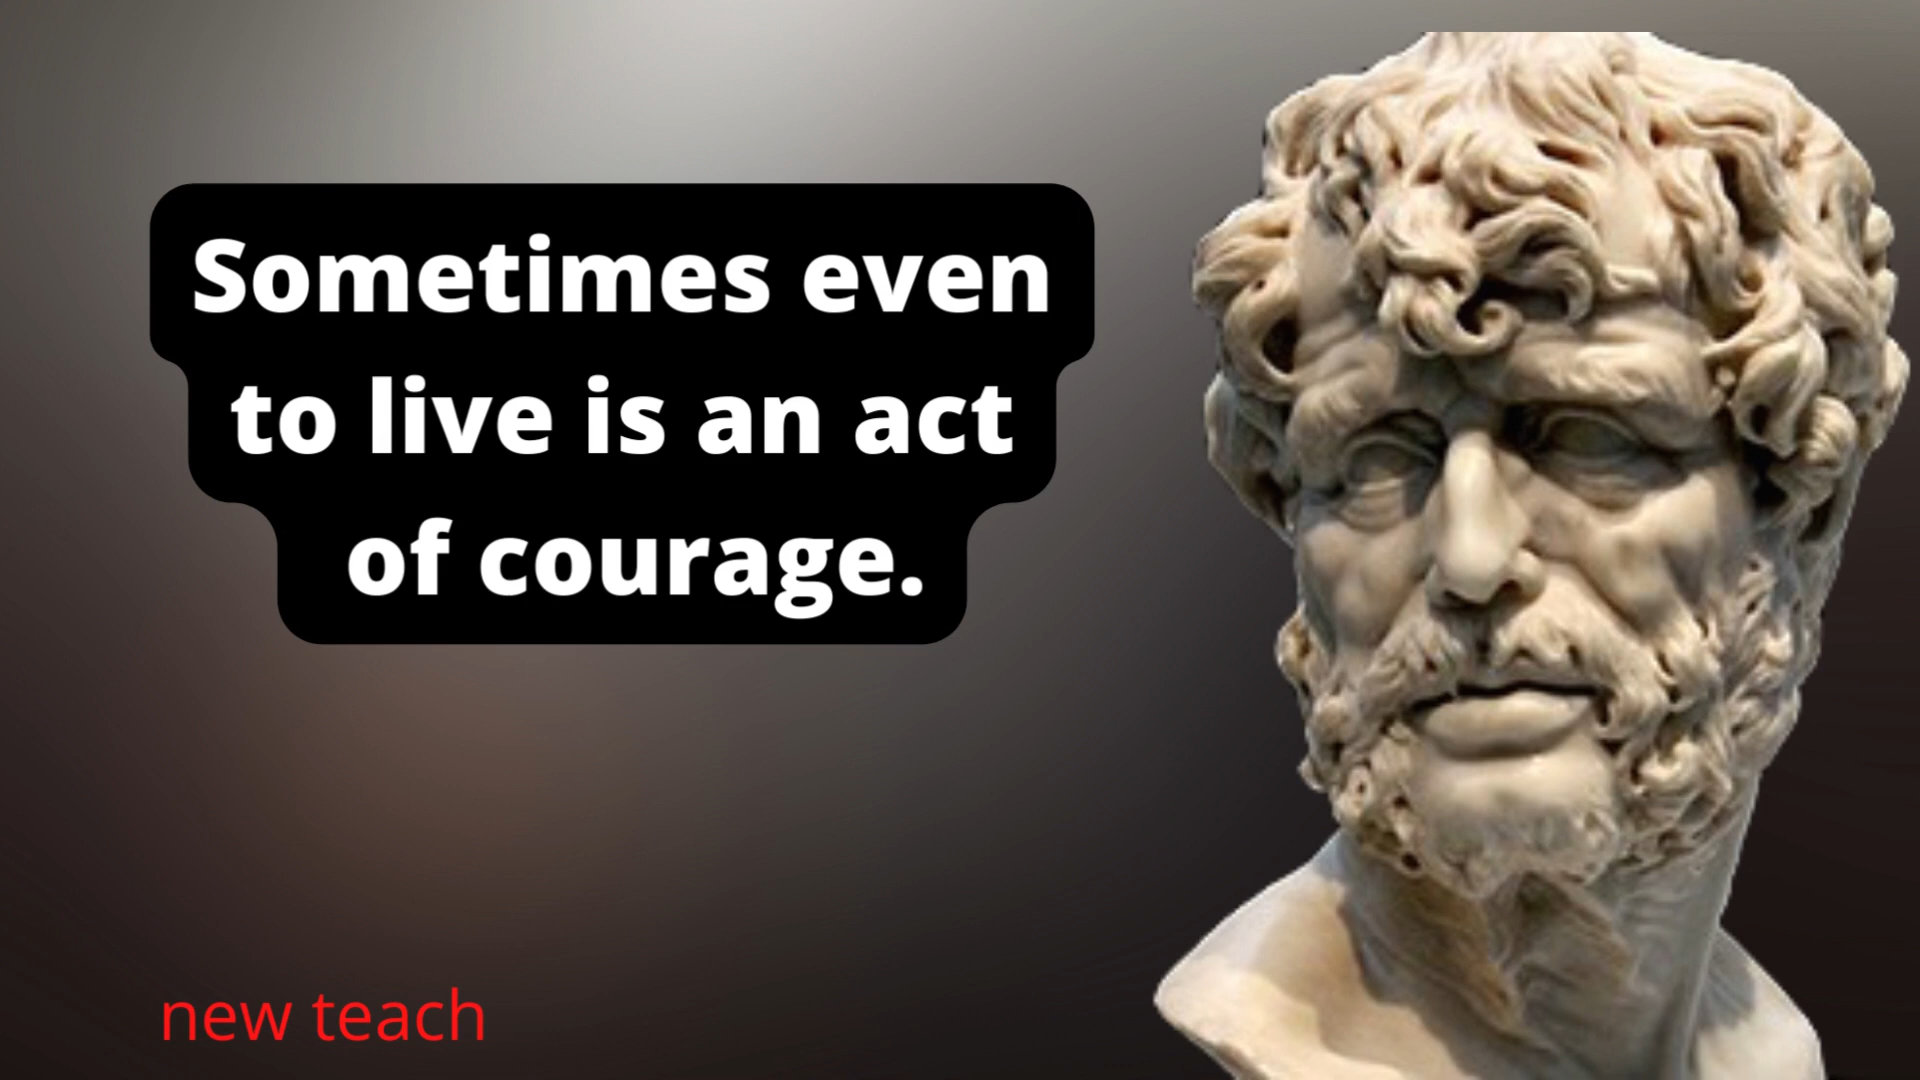 Sometimes even
to live is an act
of courage.
new teach